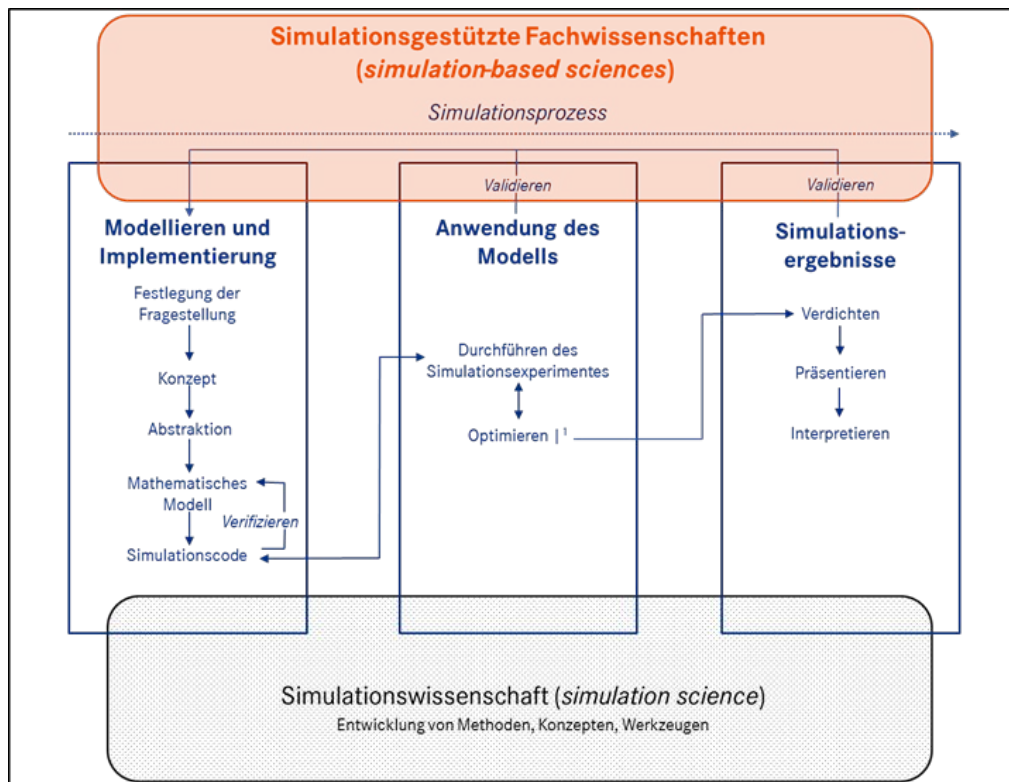 Simulationsgestützte Fachwissenschaften
(simulation-based sciences)
Simulationsprozess
Validieren
Validieren
Modellieren und
Implementierung
Festlegung der
Fragestellung
Konzept
Abstraktion
Mathematisches
Modell
Verifizieren
Simulationscode
Anwendung des
Modells
Durchführen des
Simulationsexperimentes
Optimieren |¹
Simulations-
ergebnisse
Verdichten
Präsentieren
Interpretieren
Simulationswissenschaft (simulation science)
Entwicklung von Methoden, Konzepten, Werkzeugen